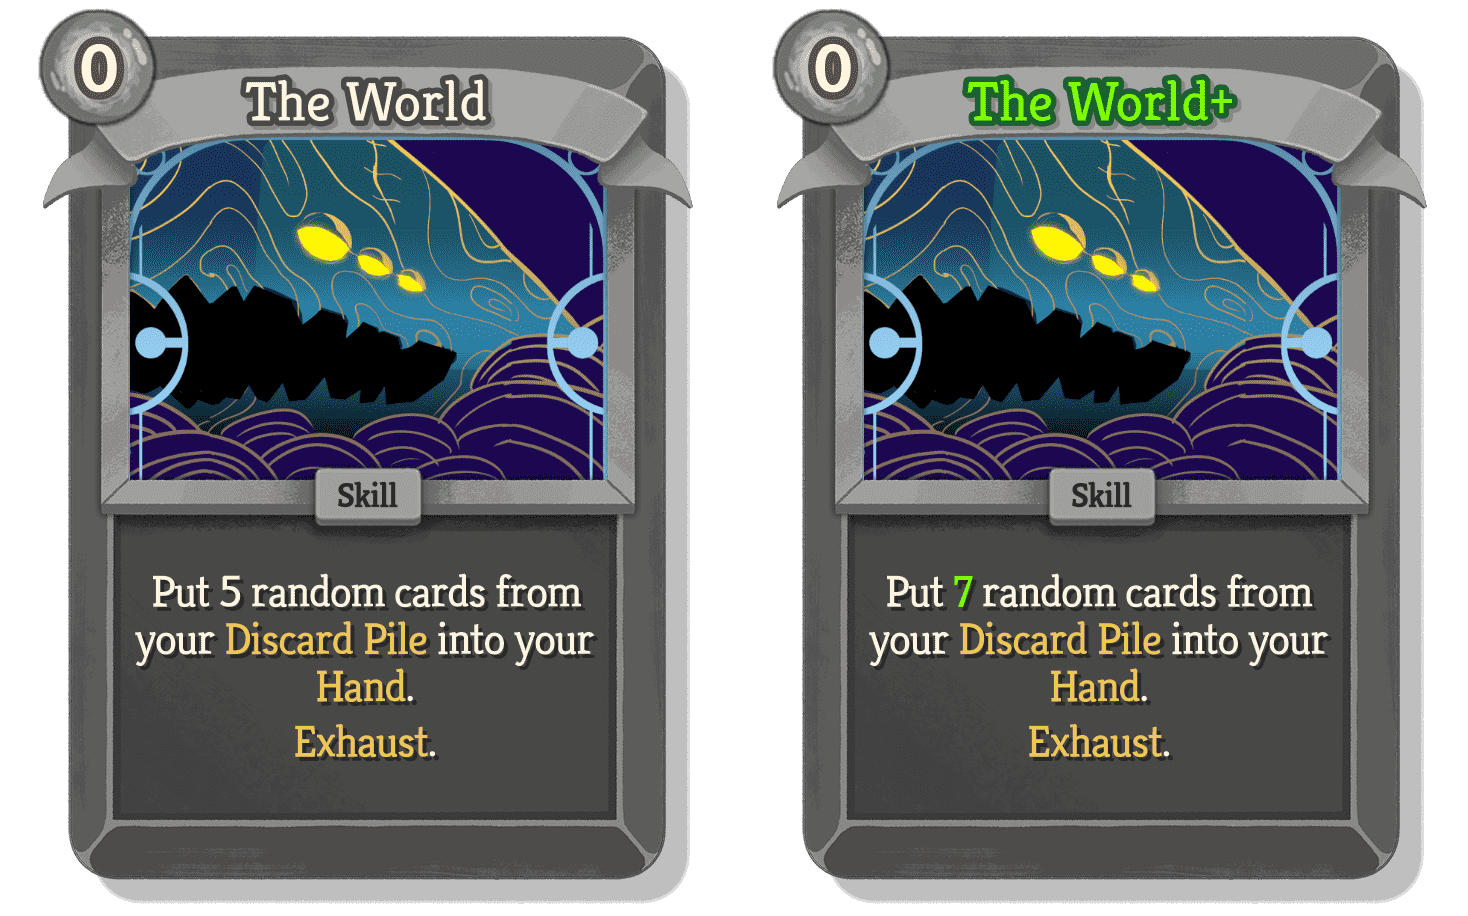 0
The World
Skill
Put 5 random cards from
your Discard Pile into your
Hand.
Exhaust.
0
The World+
Skill
Put 7 random cards from
your Discard Pile into your
Hand.
Exhaust.